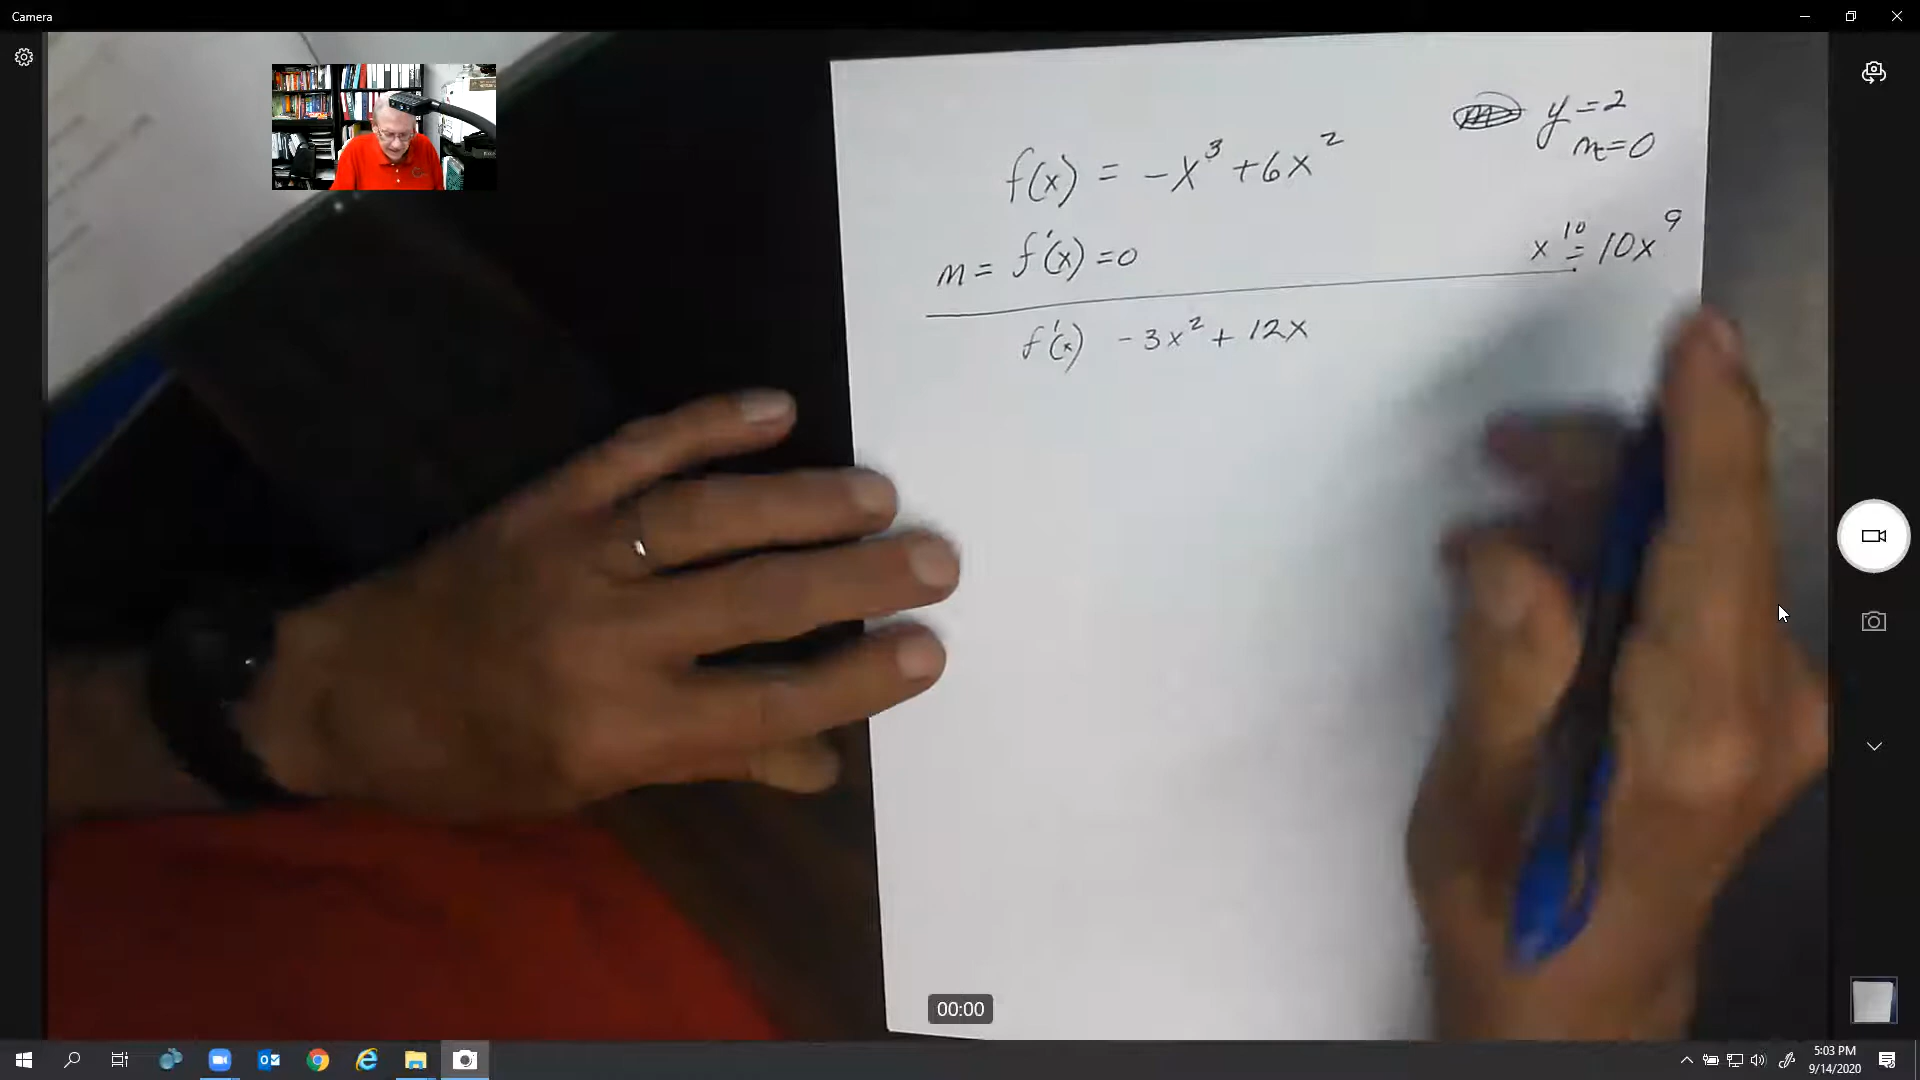 Camera
y = 2
m = 0
f(x) = -x³ + 6x²
x¹⁰ = 10x⁹
m = f'(x) = 0
f'(x) -3x² + 12x
00:00
5:03 PM
9/14/2020